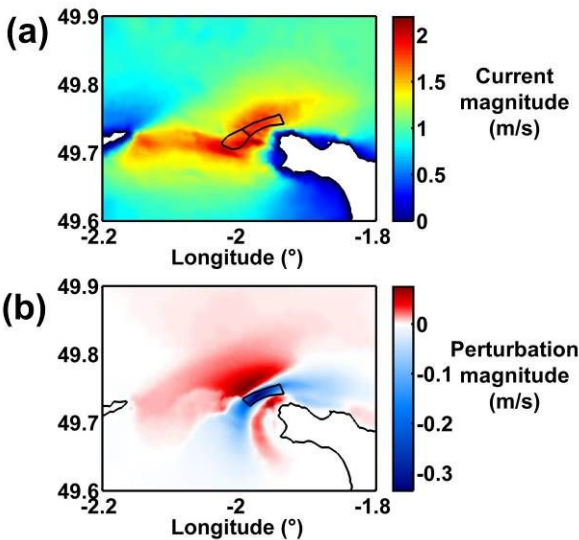 (a)
49.9
49.8
49.7
49.6
-2.2
-2
-1.8
Longitude (°)
2
1.5
1
0.5
0
Current
magnitude
(m/s)
(b)
49.9
49.8
49.7
49.6
-2.2
-2
-1.8
Longitude (°)
0
-0.1
-0.2
-0.3
Perturbation
magnitude
(m/s)